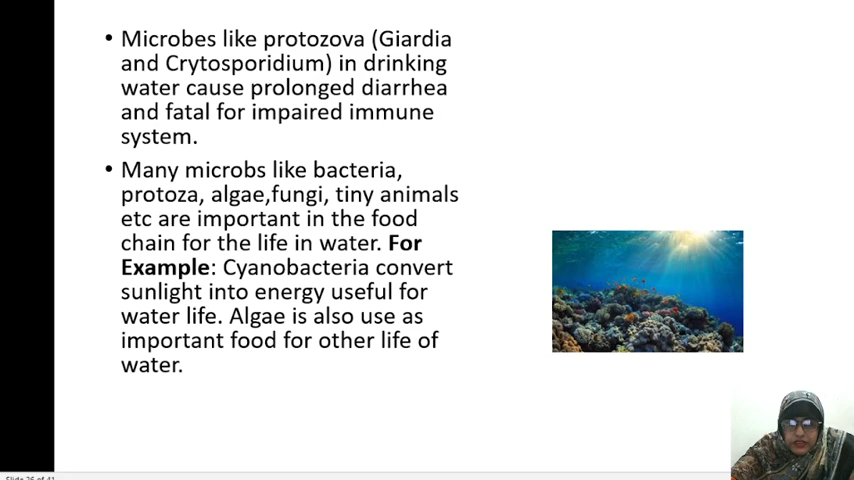 • Microbes like protozova (Giardia
and Crytosporidium) in drinking
water cause prolonged diarrhea
and fatal for impaired immune
system.
• Many microbs like bacteria,
protoza, algae,fungi, tiny animals
etc are important in the food
chain for the life in water. For
Example: Cyanobacteria convert
sunlight into energy useful for
water life. Algae is also use as
important food for other life of
water.
Slide 26 of 41